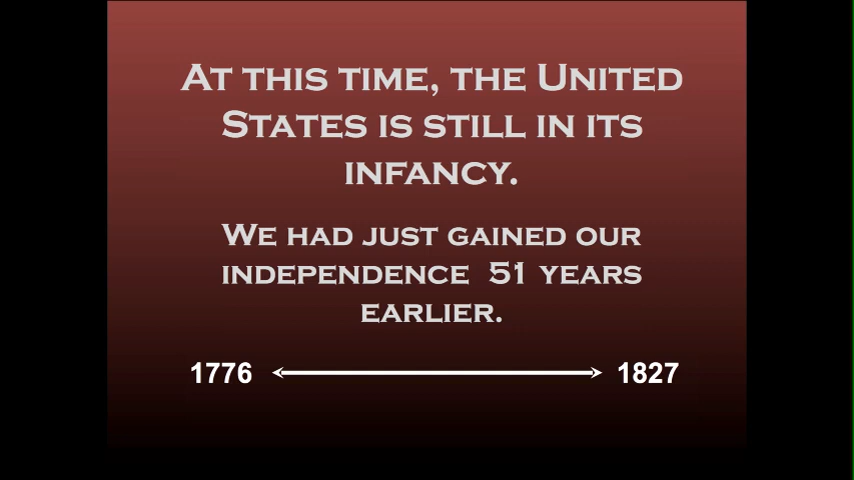 At this time, the United
States is still in its
infancy.
We had just gained our
independence 51 years
earlier.
1776 1827